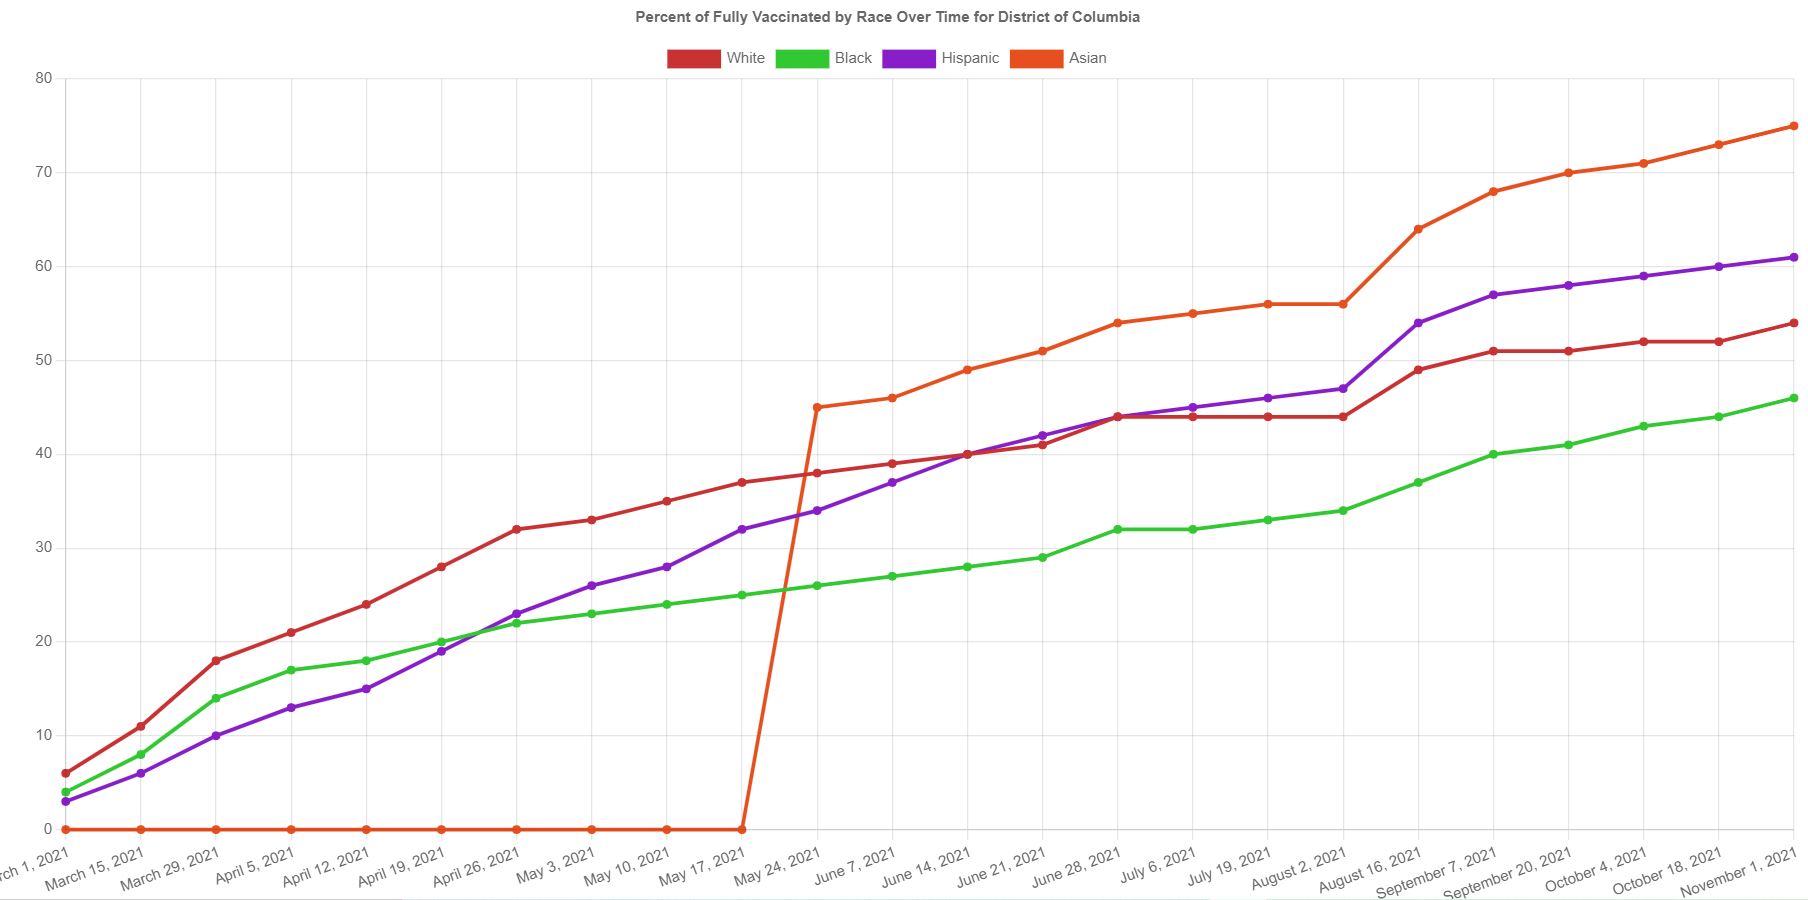 Percent of Fully Vaccinated by Race Over Time for District of Columbia
White Black Hispanic Asian
80
70
60
50
40
30
20
10
0
rch 1, 2021
March 15, 2021
March 29, 2021
April 5, 2021
April 12, 2021
April 19, 2021
April 26, 2021
May 3, 2021
May 10, 2021
May 17, 2021
May 24, 2021
June 7, 2021
June 14, 2021
June 21, 2021
June 28, 2021
July 6, 2021
July 19, 2021
August 2, 2021
August 16, 2021
September 7, 2021
September 20, 2021
October 4, 2021
October 18, 2021
November 1, 2021